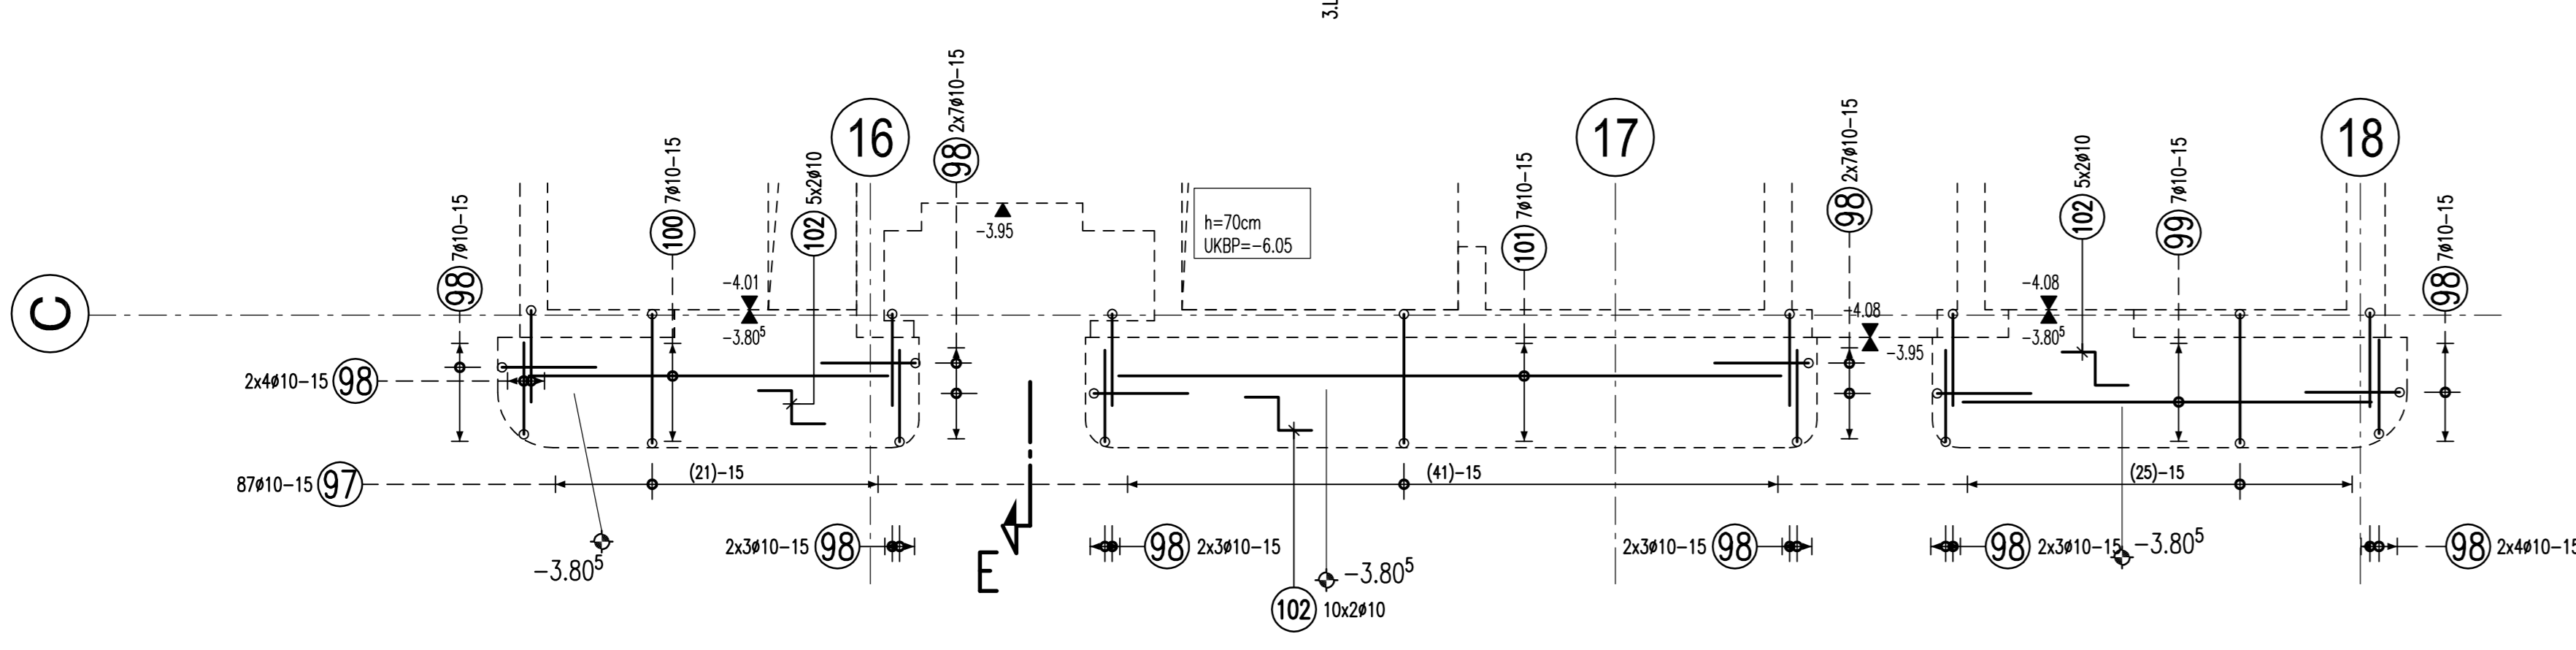 3.L
16
17
18
C
98 7ø10-15
100 7ø10-15
102 5x2ø10
98 2x7ø10-15
-3.95
h=70cm
UKBP=-6.05
101 7ø10-15
98 2x7ø10-15
102 5x2ø10
99 7ø10-15
98 7ø10-15
-4.01
-3.80⁵
-4.08
-3.95
-4.08
-3.80⁵
2x4ø10-15 98
87ø10-15 97
(21)-15
(41)-15
(25)-15
-3.80⁵
2x3ø10-15 98
E
98 2x3ø10-15
-3.80⁵
102 10x2ø10
2x3ø10-15 98
98 2x3ø10-15
-3.80⁵
98 2x4ø10-15